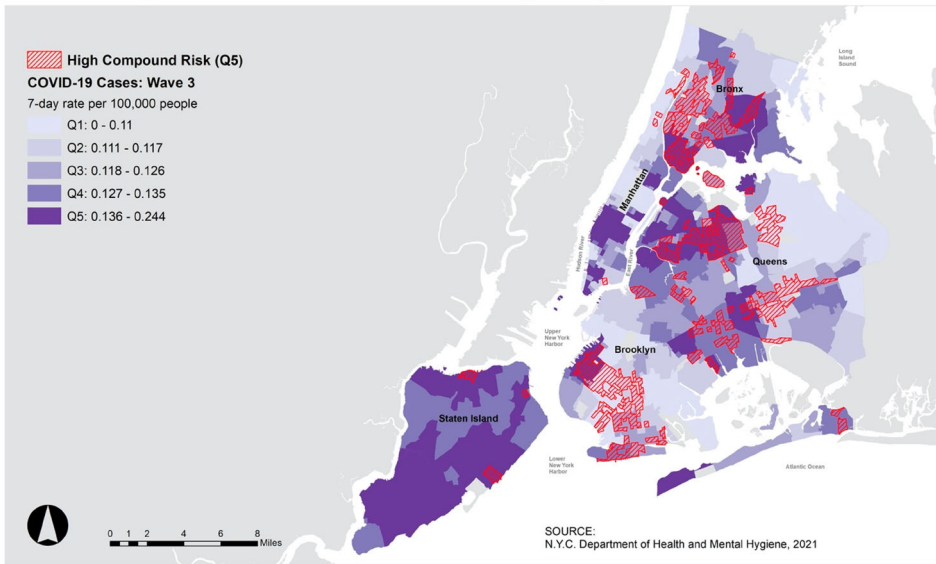 High Compound Risk (Q5)
COVID-19 Cases: Wave 3
7-day rate per 100,000 people
Q1: 0 - 0.11
Q2: 0.111 - 0.117
Q3: 0.118 - 0.126
Q4: 0.127 - 0.135
Q5: 0.136 - 0.244
Long
Island
Sound
Bronx
Manhattan
Hudson River
East River
Queens
Upper
New York
Harbor
Brooklyn
Staten Island
Lower
New York
Harbor
Atlantic Ocean
0 1 2 4 6 8
Miles
SOURCE:
N.Y.C. Department of Health and Mental Hygiene, 2021